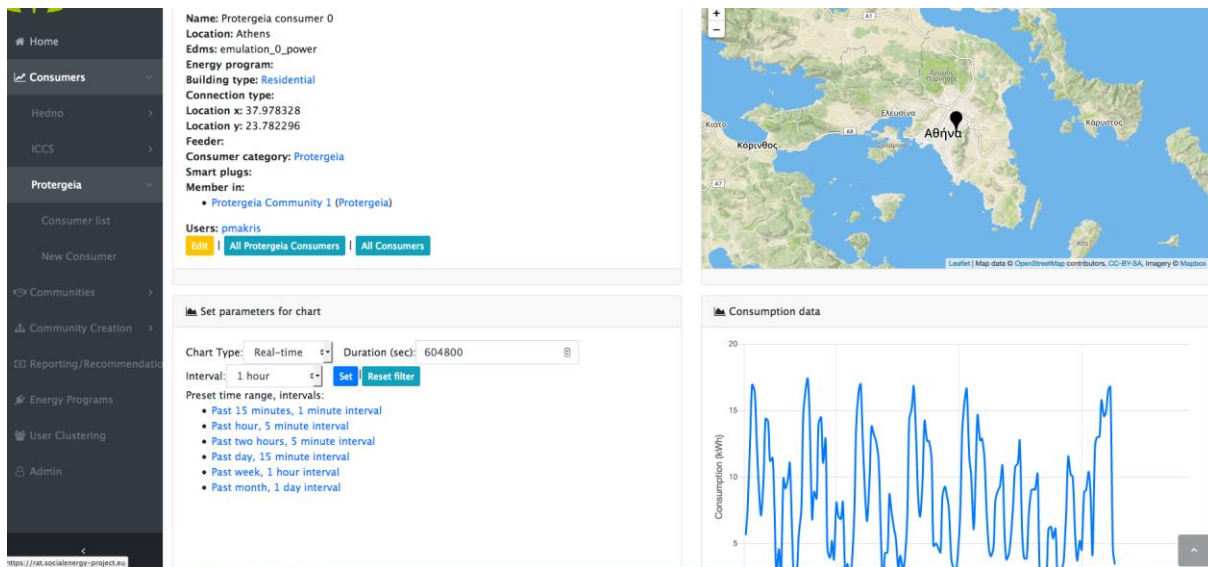 Home
Consumers
Hedno
ICCS
Protergeia
Consumer list
New Consumer
Communities
Community Creation
Reporting/Recommendatio
Energy Programs
User Clustering
Admin
https://rat.socialenergy-project.eu
Name: Protergeia consumer 0
Location: Athens
Edms: emulation_0_power
Energy program:
Building type: Residential
Connection type:
Location x: 37.978328
Location y: 23.782296
Feeder:
Consumer category: Protergeia
Smart plugs:
Member in:
• Protergeia Community 1 (Protergeia)
Users: pmakris
Edit | All Protergeia Consumers | All Consumers
+
−
A1
Ελευσίνα
Κιάτο
A8
Αθήνα
Κάρυστος
Κόρινθος
Σαλαμίνα
A7
Κέα
Leaflet | Map data © OpenStreetMap contributors, CC-BY-SA, Imagery © Mapbox
Set parameters for chart
Chart Type: Real-time Duration (sec): 604800
Interval: 1 hour Set | Reset filter
Preset time range, intervals:
• Past 15 minutes, 1 minute interval
• Past hour, 5 minute interval
• Past two hours, 5 minute interval
• Past day, 15 minute interval
• Past week, 1 hour interval
• Past month, 1 day interval
Consumption data
20
15
10
5
Consumption (kWh)